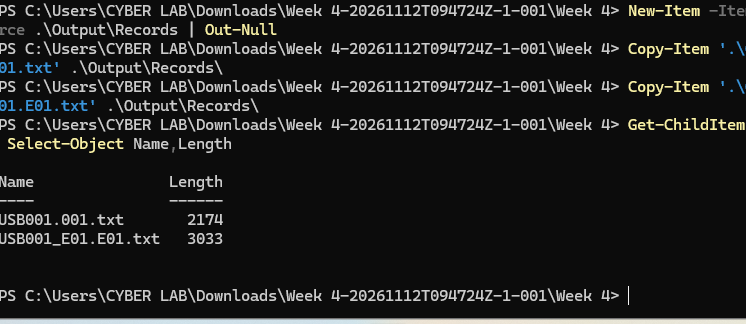 PS C:\Users\CYBER LAB\Downloads\Week 4-20261112T094724Z-1-001\Week 4> New-Item -Ite
rce .\Output\Records | Out-Null
PS C:\Users\CYBER LAB\Downloads\Week 4-20261112T094724Z-1-001\Week 4> Copy-Item '.\
01.txt' .\Output\Records\
PS C:\Users\CYBER LAB\Downloads\Week 4-20261112T094724Z-1-001\Week 4> Copy-Item '.\
01.E01.txt' .\Output\Records\
PS C:\Users\CYBER LAB\Downloads\Week 4-20261112T094724Z-1-001\Week 4> Get-ChildItem
Select-Object Name,Length
Name Length
---- ------
USB001.001.txt 2174
USB001_E01.E01.txt 3033
PS C:\Users\CYBER LAB\Downloads\Week 4-20261112T094724Z-1-001\Week 4>